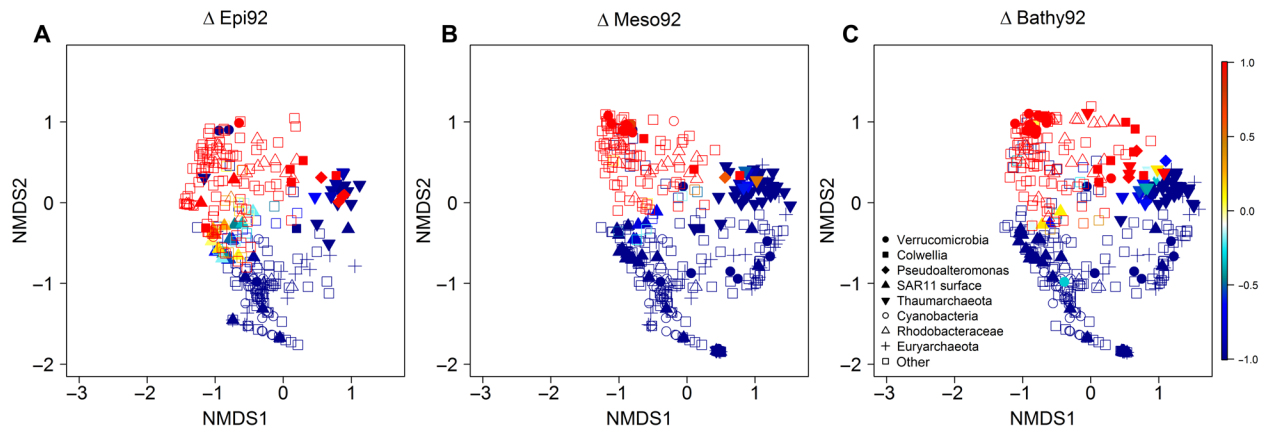 A
Δ Epi92
B
Δ Meso92
C
Δ Bathy92
NMDS2
1
0
−1
−2
−3
−2
−1
0
1
NMDS1
NMDS2
1
0
−1
−2
−3
−2
−1
0
1
NMDS1
NMDS2
1
0
−1
−2
−3
−2
−1
0
1
NMDS1
Verrucomicrobia
Colwellia
Pseudoalteromonas
SAR11 surface
Thaumarchaeota
Cyanobacteria
Rhodobacteraceae
Euryarchaeota
Other
1.0
0.5
0.0
−0.5
−1.0